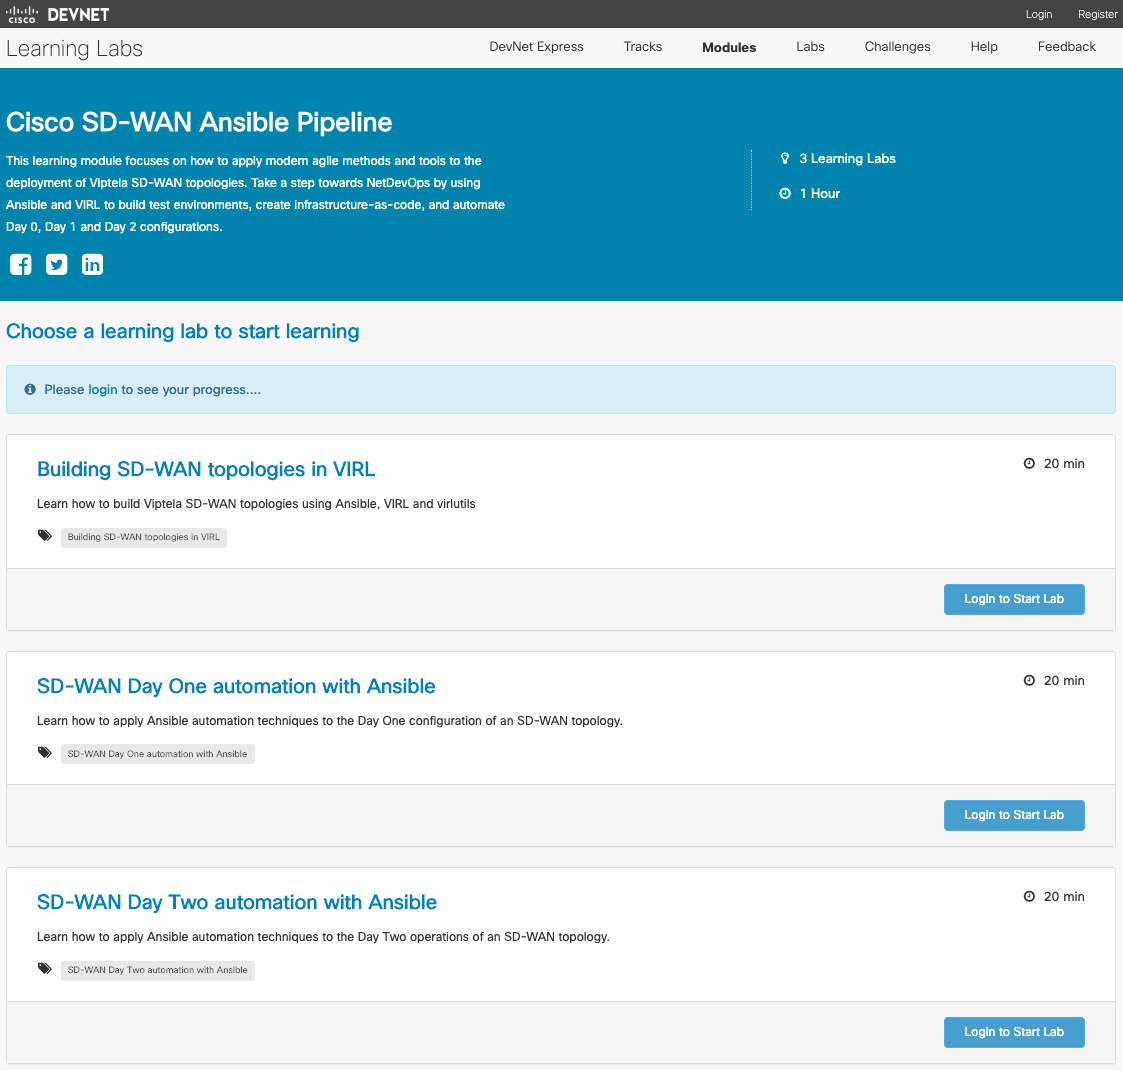 CISCO DEVNET Login Register
Learning Labs DevNet Express Tracks Modules Labs Challenges Help Feedback
Cisco SD-WAN Ansible Pipeline
This learning module focuses on how to apply modern agile methods and tools to the
deployment of Viptela SD-WAN topologies. Take a step towards NetDevOps by using
Ansible and VIRL to build test environments, create infrastructure-as-code, and automate
Day 0, Day 1 and Day 2 configurations.
3 Learning Labs
1 Hour
Choose a learning lab to start learning
Please login to see your progress....
Building SD-WAN topologies in VIRL 20 min
Learn how to build Viptela SD-WAN topologies using Ansible, VIRL and virlutils
Building SD-WAN topologies in VIRL
Login to Start Lab
SD-WAN Day One automation with Ansible 20 min
Learn how to apply Ansible automation techniques to the Day One configuration of an SD-WAN topology.
SD-WAN Day One automation with Ansible
Login to Start Lab
SD-WAN Day Two automation with Ansible 20 min
Learn how to apply Ansible automation techniques to the Day Two operations of an SD-WAN topology.
SD-WAN Day Two automation with Ansible
Login to Start Lab